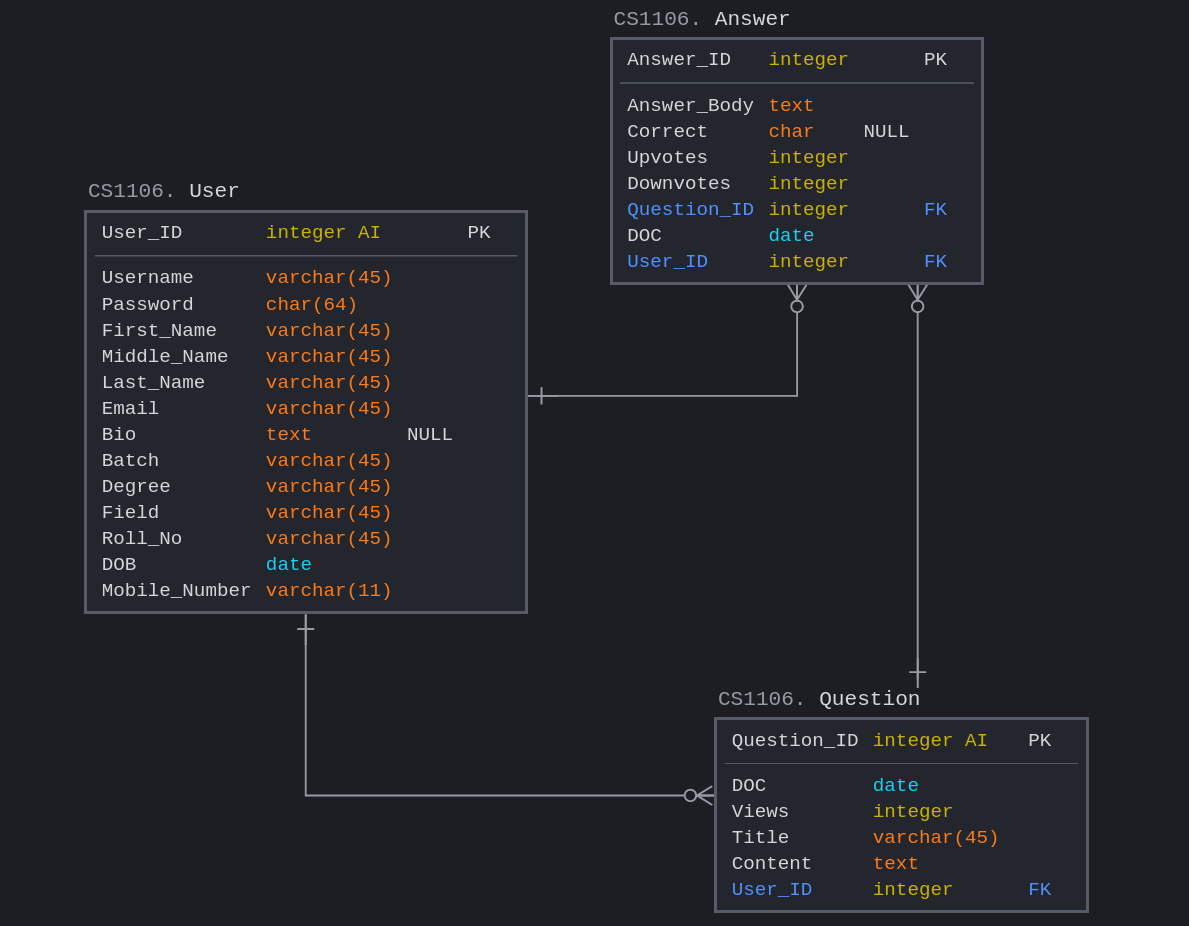 CS1106. Answer
Answer_ID integer PK
Answer_Body text
Correct char NULL
Upvotes integer
Downvotes integer
Question_ID integer FK
DOC date
User_ID integer FK
CS1106. User
User_ID integer AI PK
Username varchar(45)
Password char(64)
First_Name varchar(45)
Middle_Name varchar(45)
Last_Name varchar(45)
Email varchar(45)
Bio text NULL
Batch varchar(45)
Degree varchar(45)
Field varchar(45)
Roll_No varchar(45)
DOB date
Mobile_Number varchar(11)
CS1106. Question
Question_ID integer AI PK
DOC date
Views integer
Title varchar(45)
Content text
User_ID integer FK